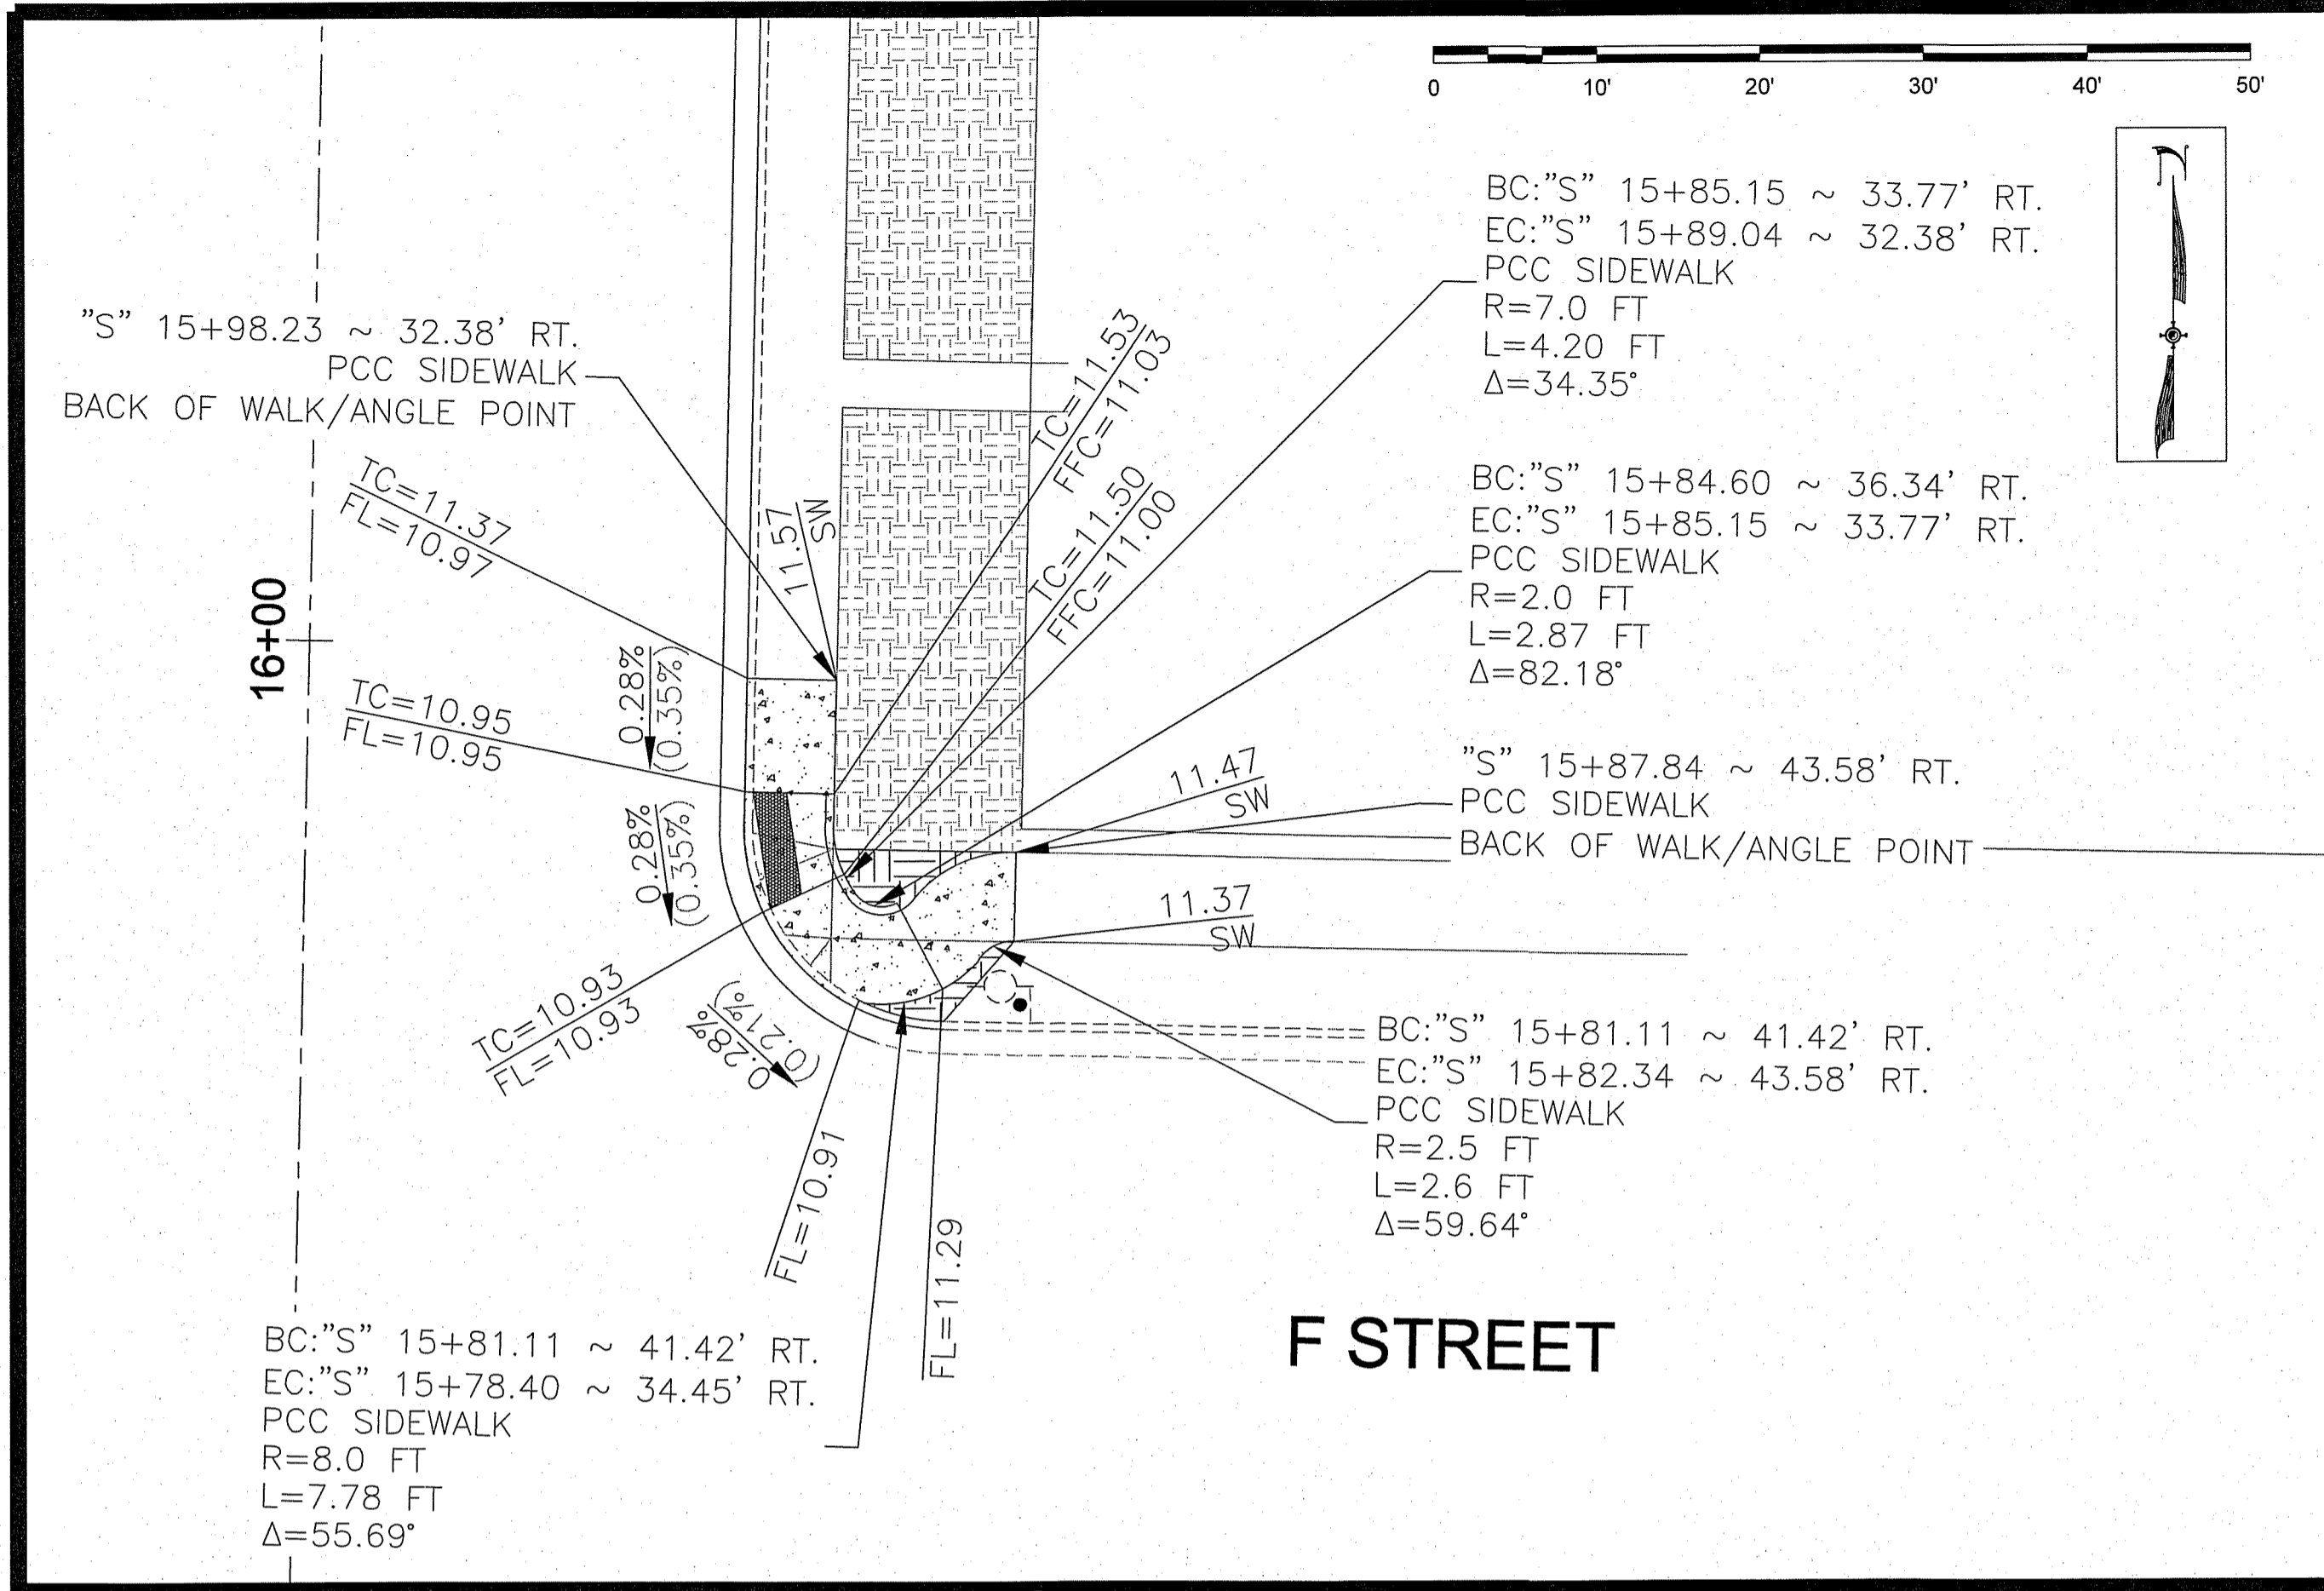 0 10' 20' 30' 40' 50'
N
BC:"S" 15+85.15 ~ 33.77' RT.
EC:"S" 15+89.04 ~ 32.38' RT.
PCC SIDEWALK
R=7.0 FT
L=4.20 FT
Δ=34.35°
"S" 15+98.23 ~ 32.38' RT.
PCC SIDEWALK
BACK OF WALK/ANGLE POINT
TC=11.53
FFC=11.03
TC=11.50
FFC=11.00
11.57
SW
TC=11.37
FL=10.97
BC:"S" 15+84.60 ~ 36.34' RT.
EC:"S" 15+85.15 ~ 33.77' RT.
PCC SIDEWALK
R=2.0 FT
L=2.87 FT
Δ=82.18°
16+00
0.28%
(0.35%)
TC=10.95
FL=10.95
"S" 15+87.84 ~ 43.58' RT.
PCC SIDEWALK
BACK OF WALK/ANGLE POINT
11.47
SW
0.28%
(0.35%)
11.37
SW
TC=10.93
FL=10.93
0.28%
(0.21%)
BC:"S" 15+81.11 ~ 41.42' RT.
EC:"S" 15+82.34 ~ 43.58' RT.
PCC SIDEWALK
R=2.5 FT
L=2.6 FT
Δ=59.64°
FL=10.91
FL=11.29
F STREET
BC:"S" 15+81.11 ~ 41.42' RT.
EC:"S" 15+78.40 ~ 34.45' RT.
PCC SIDEWALK
R=8.0 FT
L=7.78 FT
Δ=55.69°